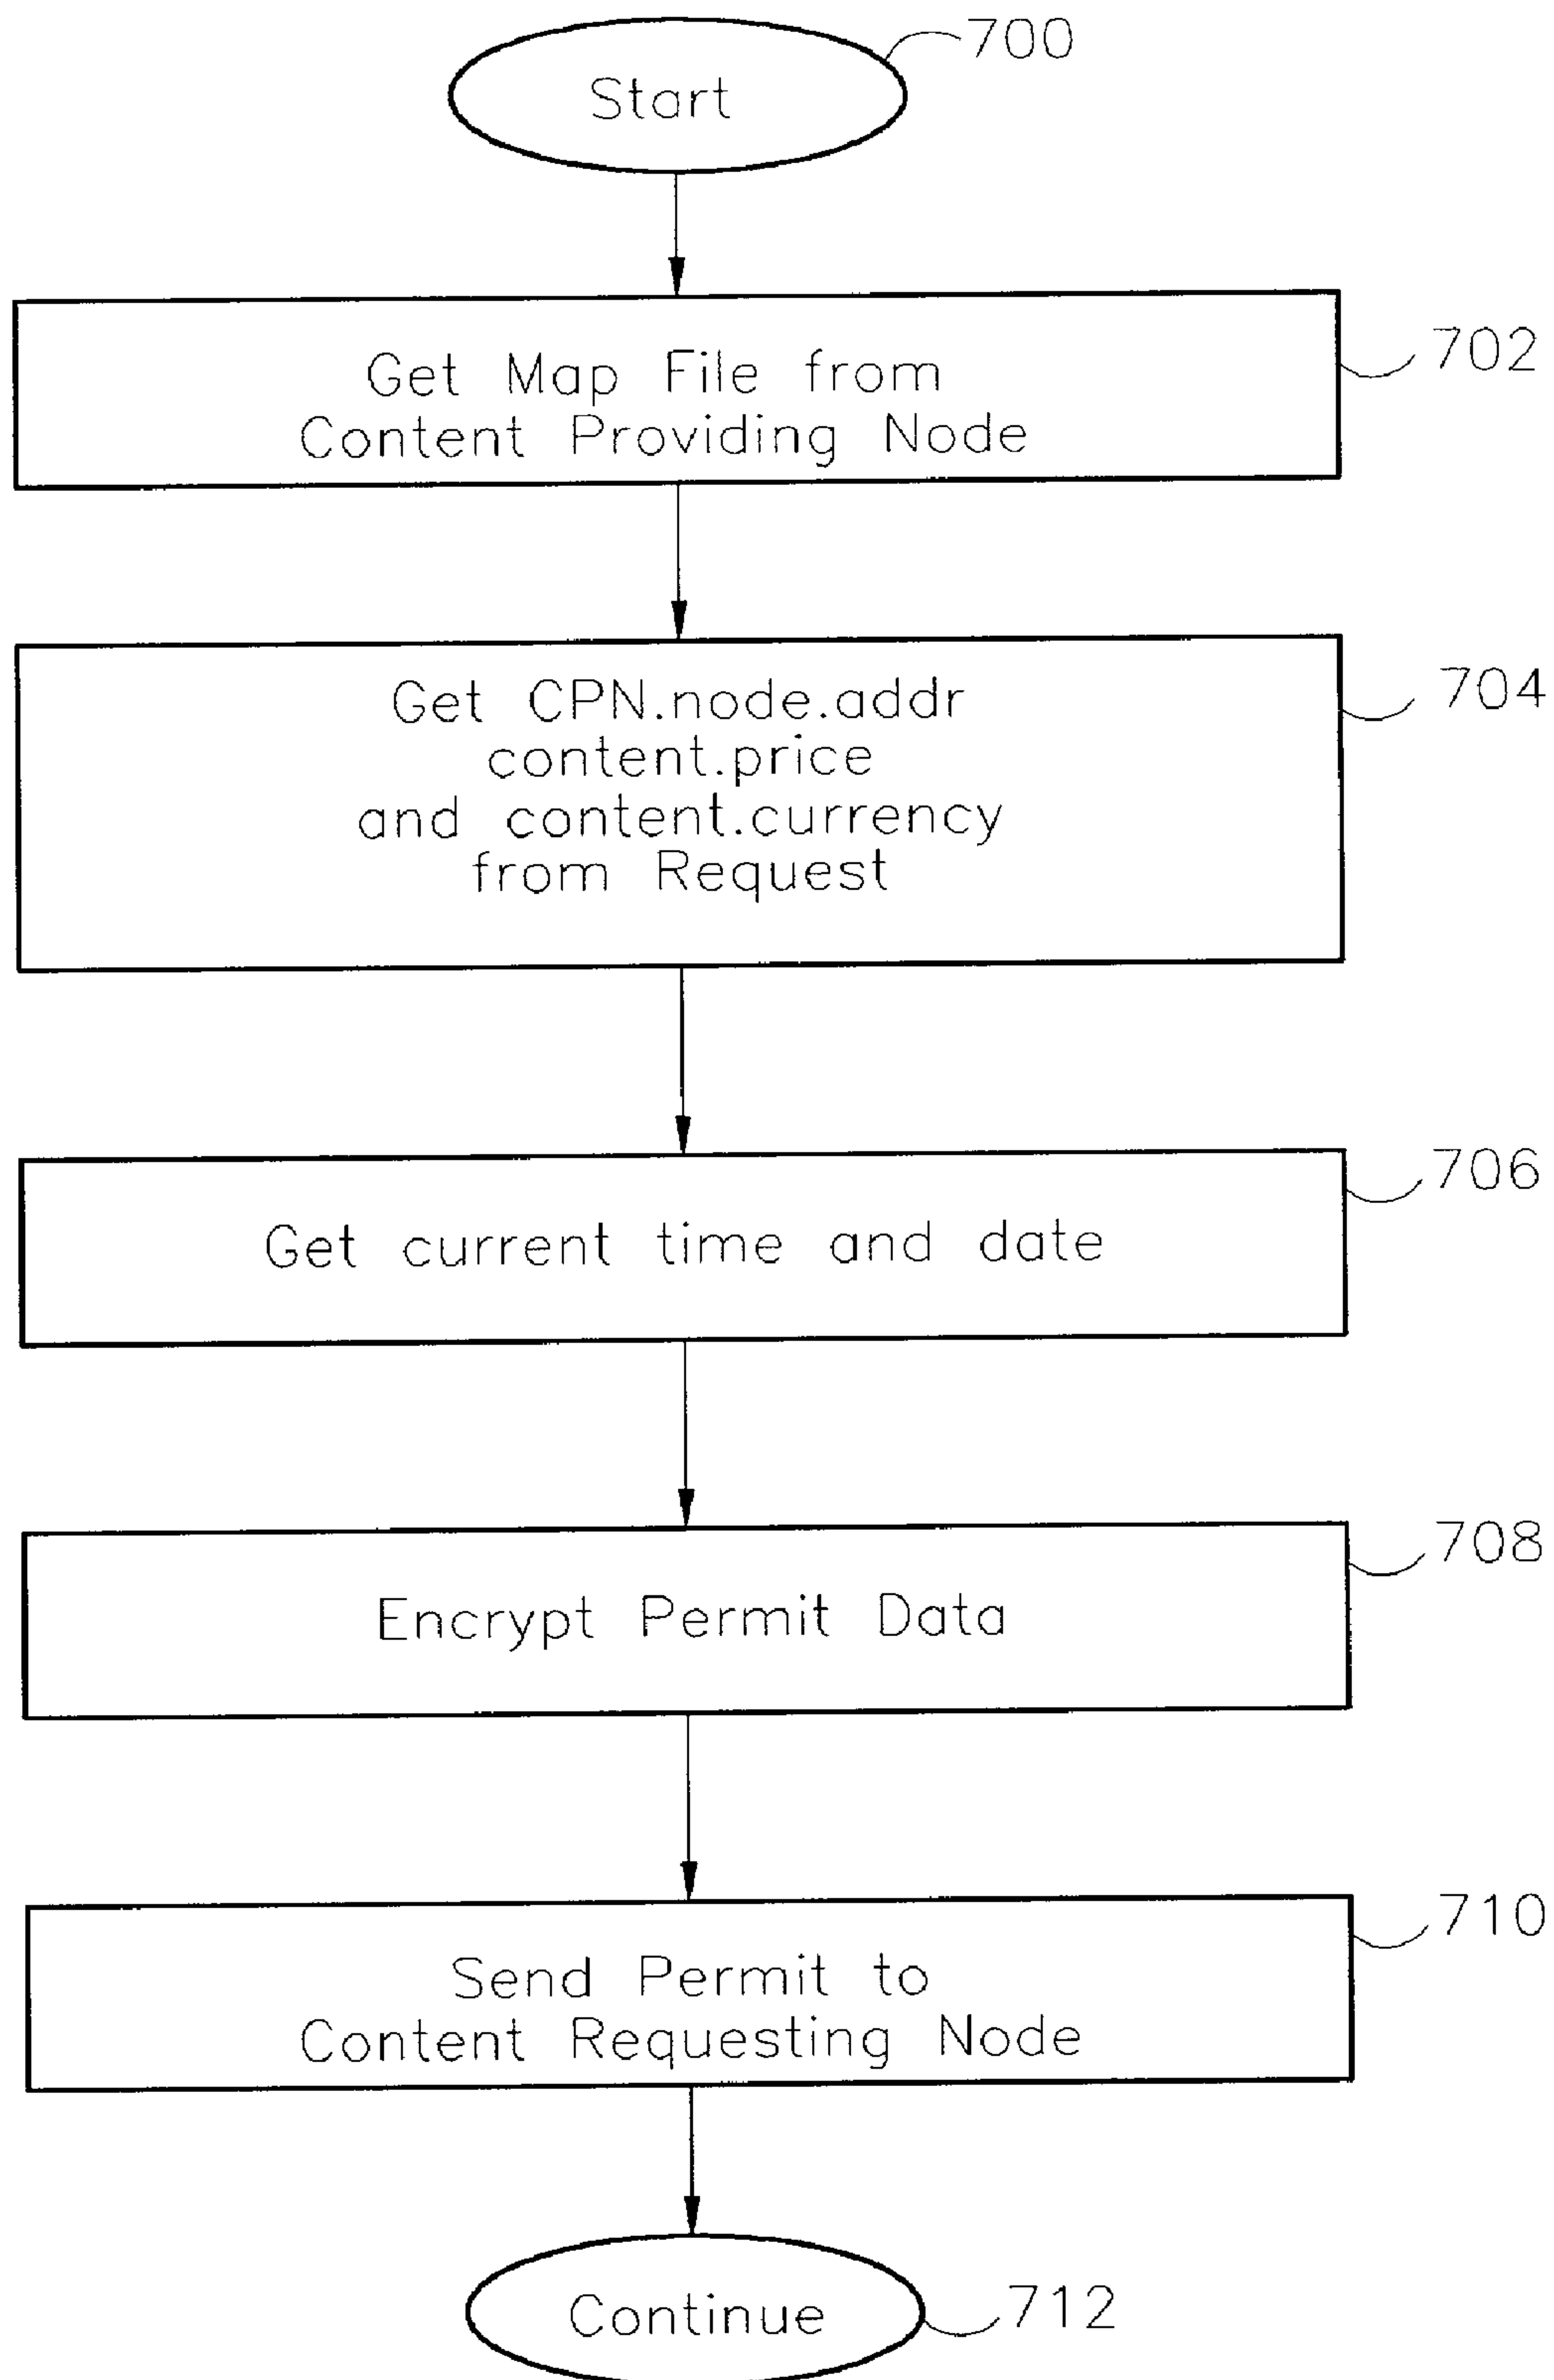 Start
700
Get Map File from
Content Providing Node
702
Get CPN.node.addr
content.price
and content.currency
from Request
704
Get current time and date
706
Encrypt Permit Data
708
Send Permit to
Content Requesting Node
710
Continue
712